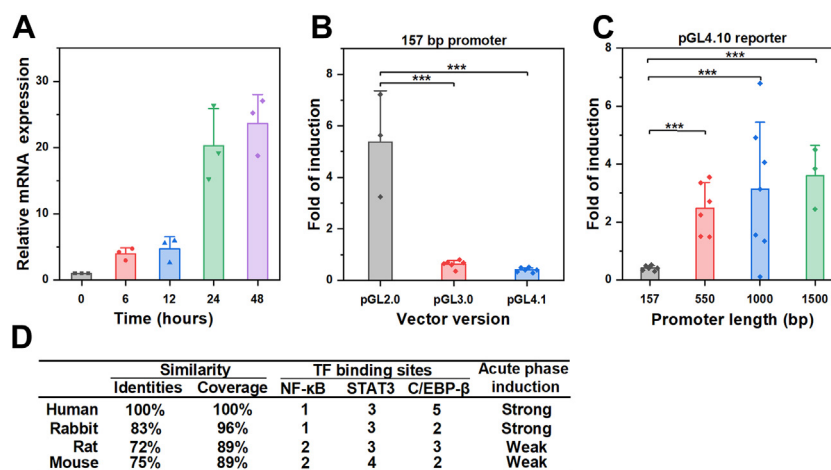 A
Relative mRNA expression
30
20
10
0
0 6 12 24 48
Time (hours)
B
157 bp promoter
Fold of induction
8
6
4
2
0
***
***
pGL2.0 pGL3.0 pGL4.1
Vector version
C
pGL4.10 reporter
Fold of induction
8
6
4
2
0
***
***
***
157 550 1000 1500
Promoter length (bp)
D
Similarity TF binding sites Acute phase
Identities Coverage NF-κB STAT3 C/EBP-β induction
Human 100% 100% 1 3 5 Strong
Rabbit 83% 96% 1 3 2 Strong
Rat 72% 89% 2 3 3 Weak
Mouse 75% 89% 2 4 2 Weak